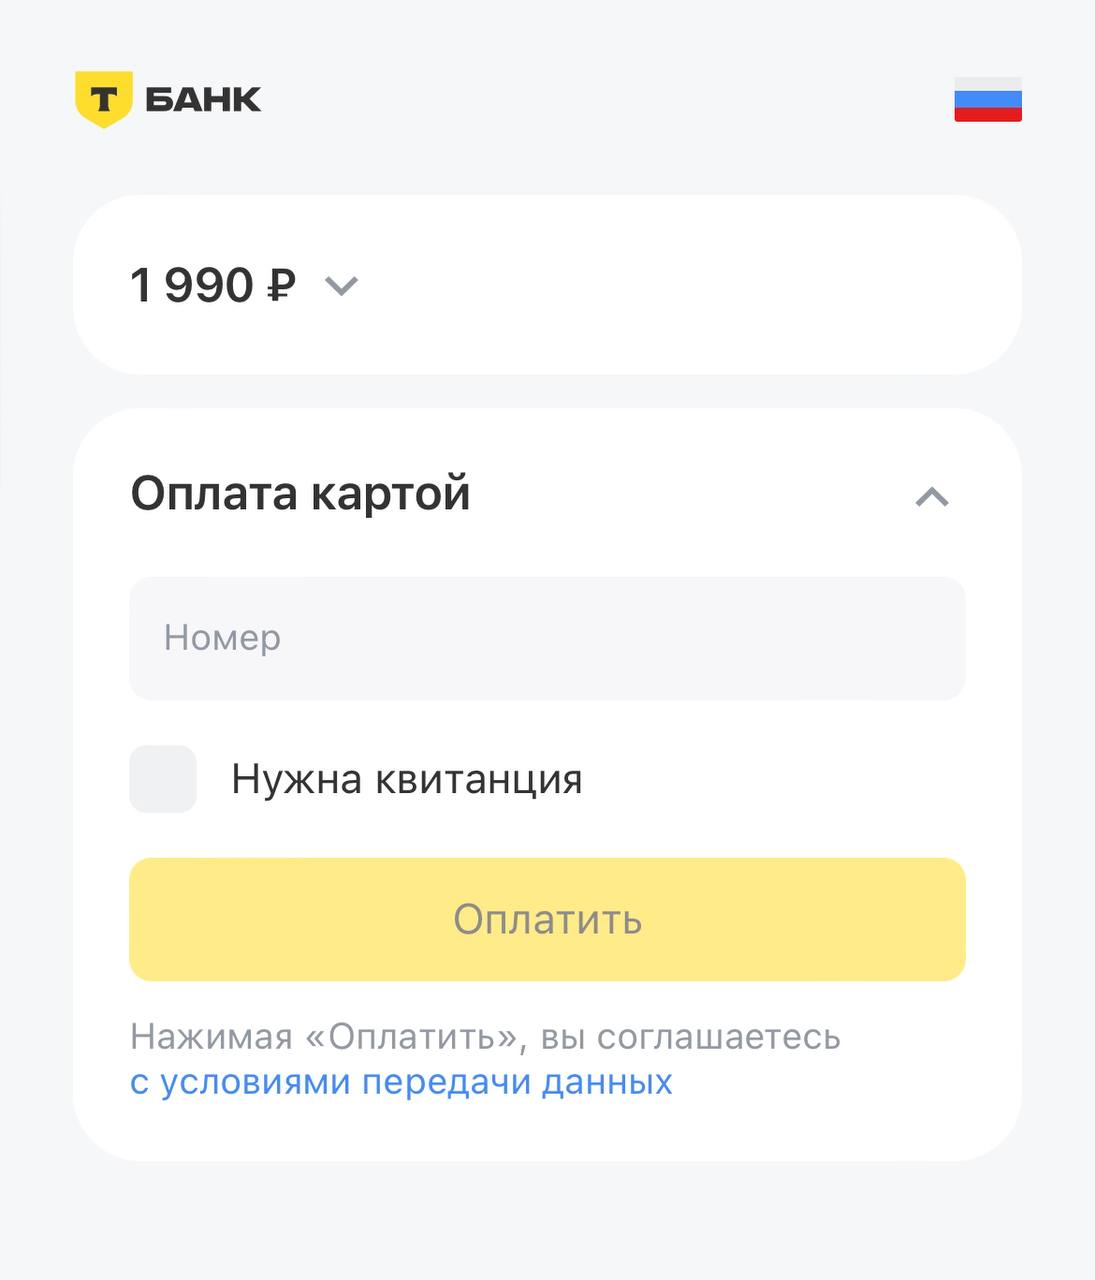 Т БАНК
1 990 ₽
Оплата картой
Номер
Нужна квитанция
Оплатить
Нажимая «Оплатить», вы соглашаетесь
с условиями передачи данных